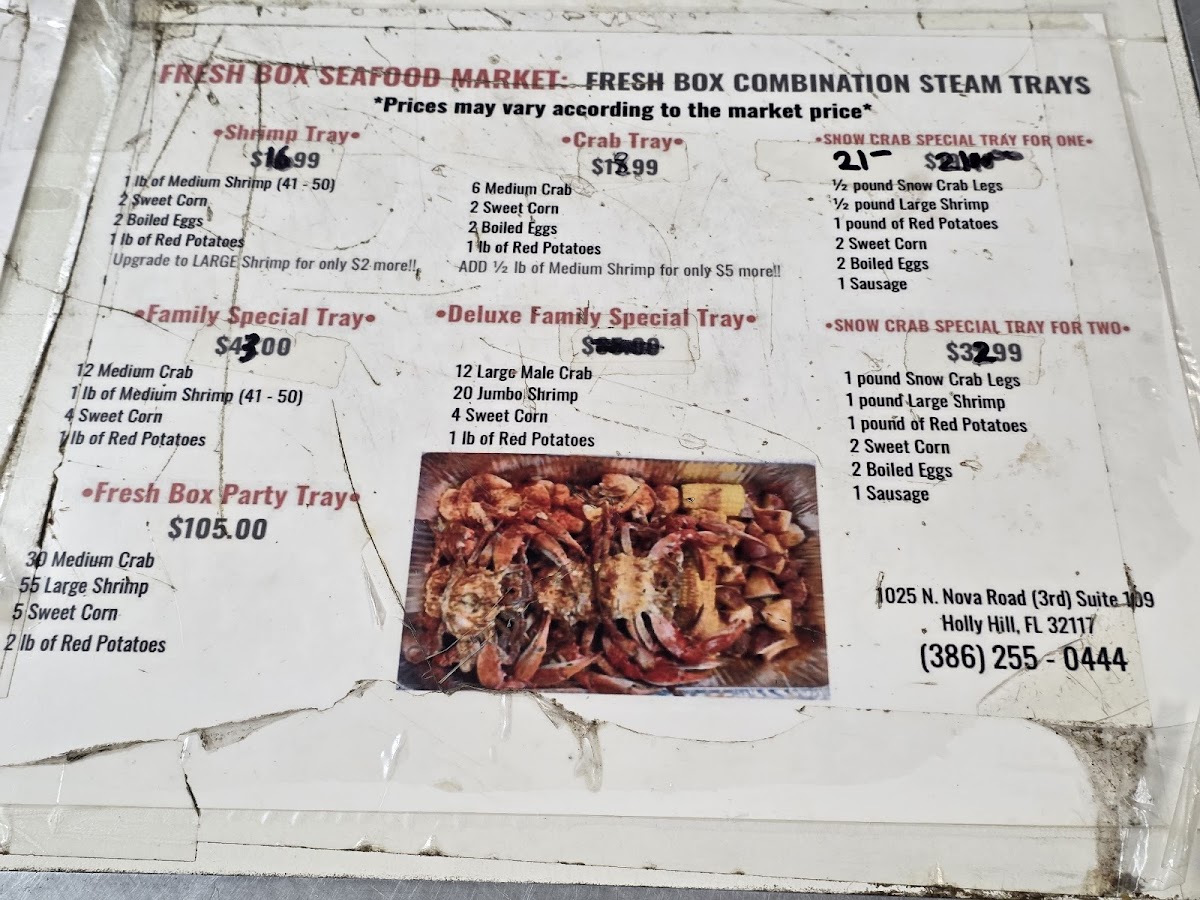 FRESH BOX SEAFOOD MARKET: FRESH BOX COMBINATION STEAM TRAYS
*Prices may vary according to the market price*
•Shrimp Tray•
$16.99
1 lb of Medium Shrimp (41 - 50)
2 Sweet Corn
2 Boiled Eggs
1 lb of Red Potatoes
Upgrade to LARGE Shrimp for only $2 more!!
•Crab Tray•
$18.99
6 Medium Crab
2 Sweet Corn
2 Boiled Eggs
1 lb of Red Potatoes
ADD ½ lb of Medium Shrimp for only $5 more!!
•SNOW CRAB SPECIAL TRAY FOR ONE•
21-
½ pound Snow Crab Legs
½ pound Large Shrimp
1 pound of Red Potatoes
2 Sweet Corn
2 Boiled Eggs
1 Sausage
•Family Special Tray•
$43.00
12 Medium Crab
1 lb of Medium Shrimp (41 - 50)
4 Sweet Corn
1 lb of Red Potatoes
•Deluxe Family Special Tray•
12 Large Male Crab
20 Jumbo Shrimp
4 Sweet Corn
1 lb of Red Potatoes
•SNOW CRAB SPECIAL TRAY FOR TWO•
$32.99
1 pound Snow Crab Legs
1 pound Large Shrimp
1 pound of Red Potatoes
2 Sweet Corn
2 Boiled Eggs
1 Sausage
•Fresh Box Party Tray•
$105.00
30 Medium Crab
55 Large Shrimp
5 Sweet Corn
2 lb of Red Potatoes
1025 N. Nova Road (3rd) Suite 109
Holly Hill, FL 32117
(386) 255 - 0444